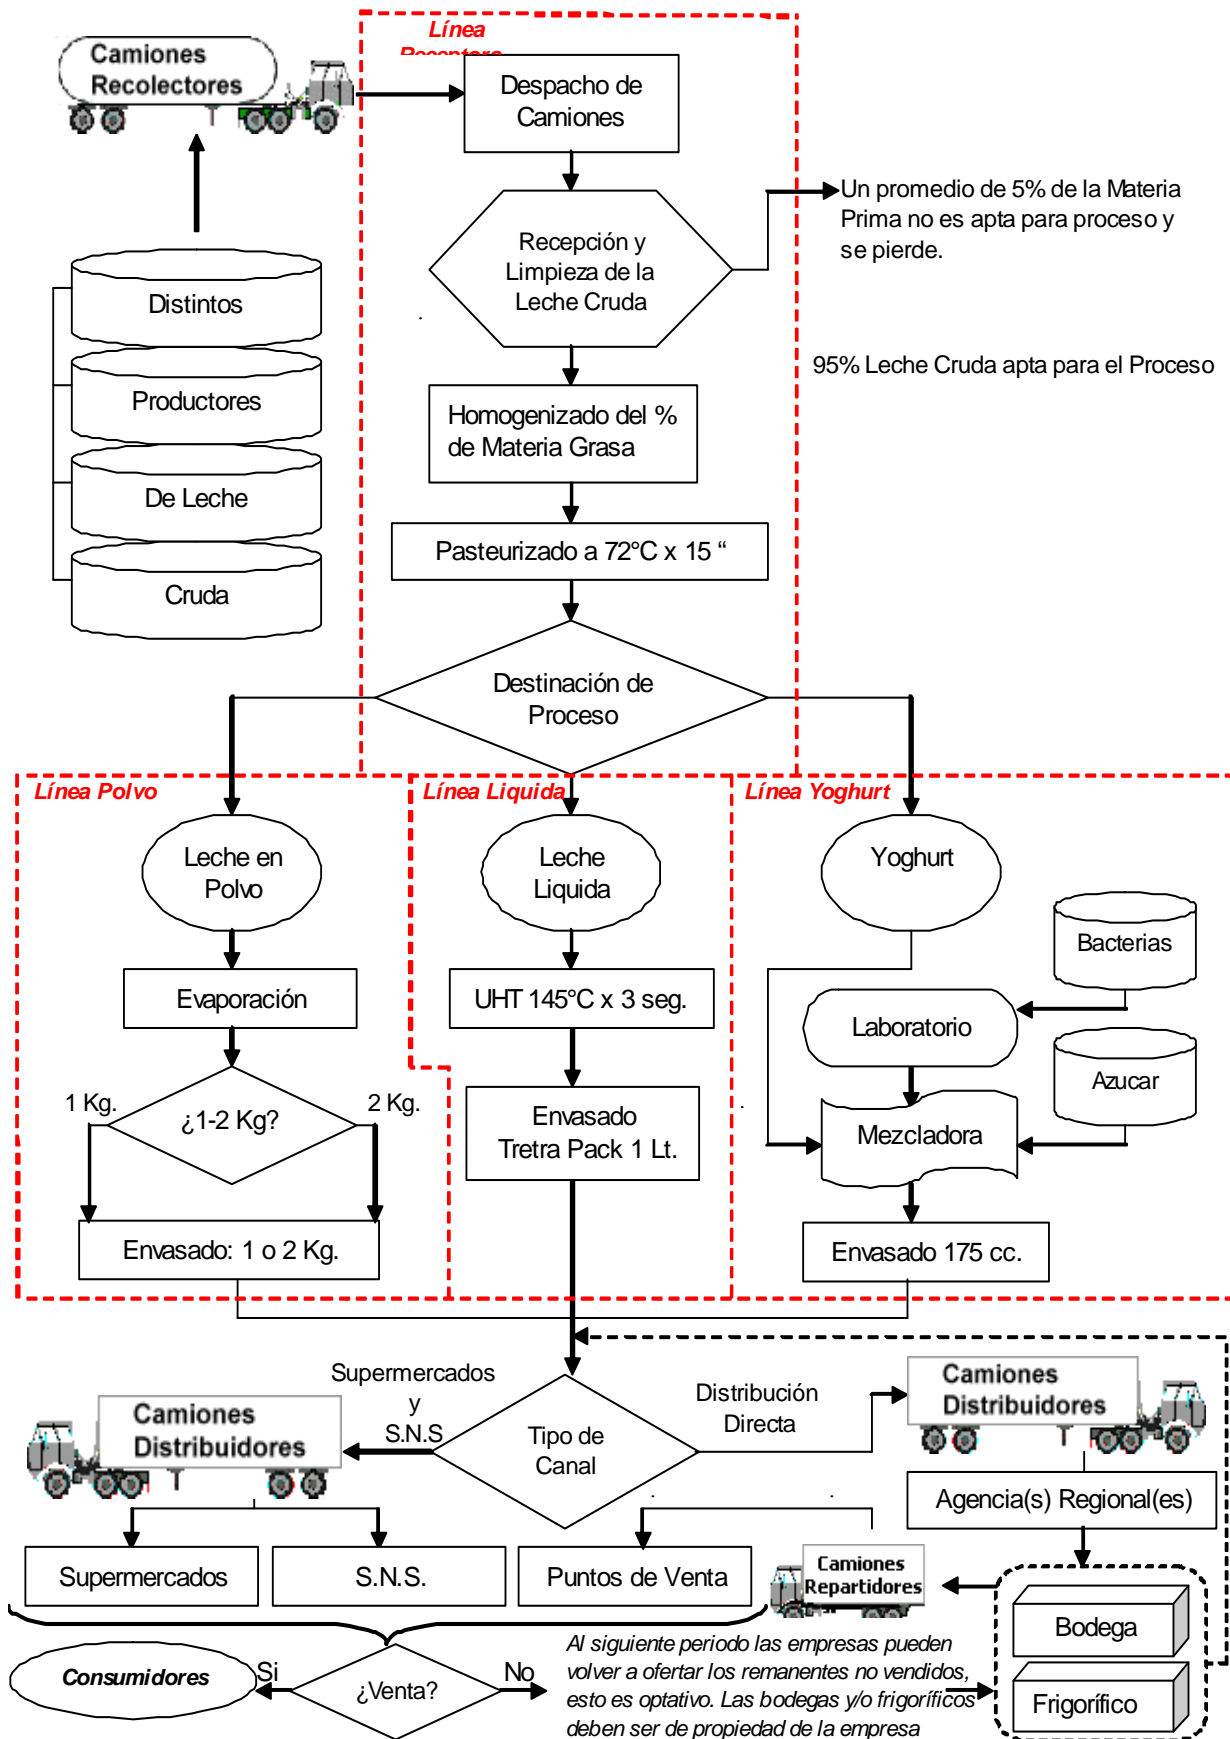 Línea
Receptora
Camiones
Recolectores
Despacho de
Camiones
Un promedio de 5% de la Materia
Prima no es apta para proceso y
se pierde.
Recepción y
Limpieza de la
Leche Cruda
Distintos
Productores
De Leche
Cruda
95% Leche Cruda apta para el Proceso
Homogenizado del %
de Materia Grasa
Pasteurizado a 72°C x 15 “
Destinación de
Proceso
Línea Polvo
Línea Liquida
Línea Yoghurt
Leche en
Polvo
Leche
Liquida
Yoghurt
Bacterias
Evaporación
UHT 145°C x 3 seg.
Laboratorio
Azucar
1 Kg.
¿1-2 Kg?
2 Kg.
Envasado
Tretra Pack 1 Lt.
Mezcladora
Envasado: 1 o 2 Kg.
Envasado 175 cc.
Supermercados
y
S.N.S
Distribución
Directa
Camiones
Distribuidores
Camiones
Distribuidores
Tipo de
Canal
Agencia(s) Regional(es)
Supermercados
S.N.S.
Puntos de Venta
Camiones
Repartidores
Bodega
Frigorífico
Consumidores
Si
¿Venta?
No
Al siguiente periodo las empresas pueden
volver a ofertar los remanentes no vendidos,
esto es optativo. Las bodegas y/o frigoríficos
deben ser de propiedad de la empresa